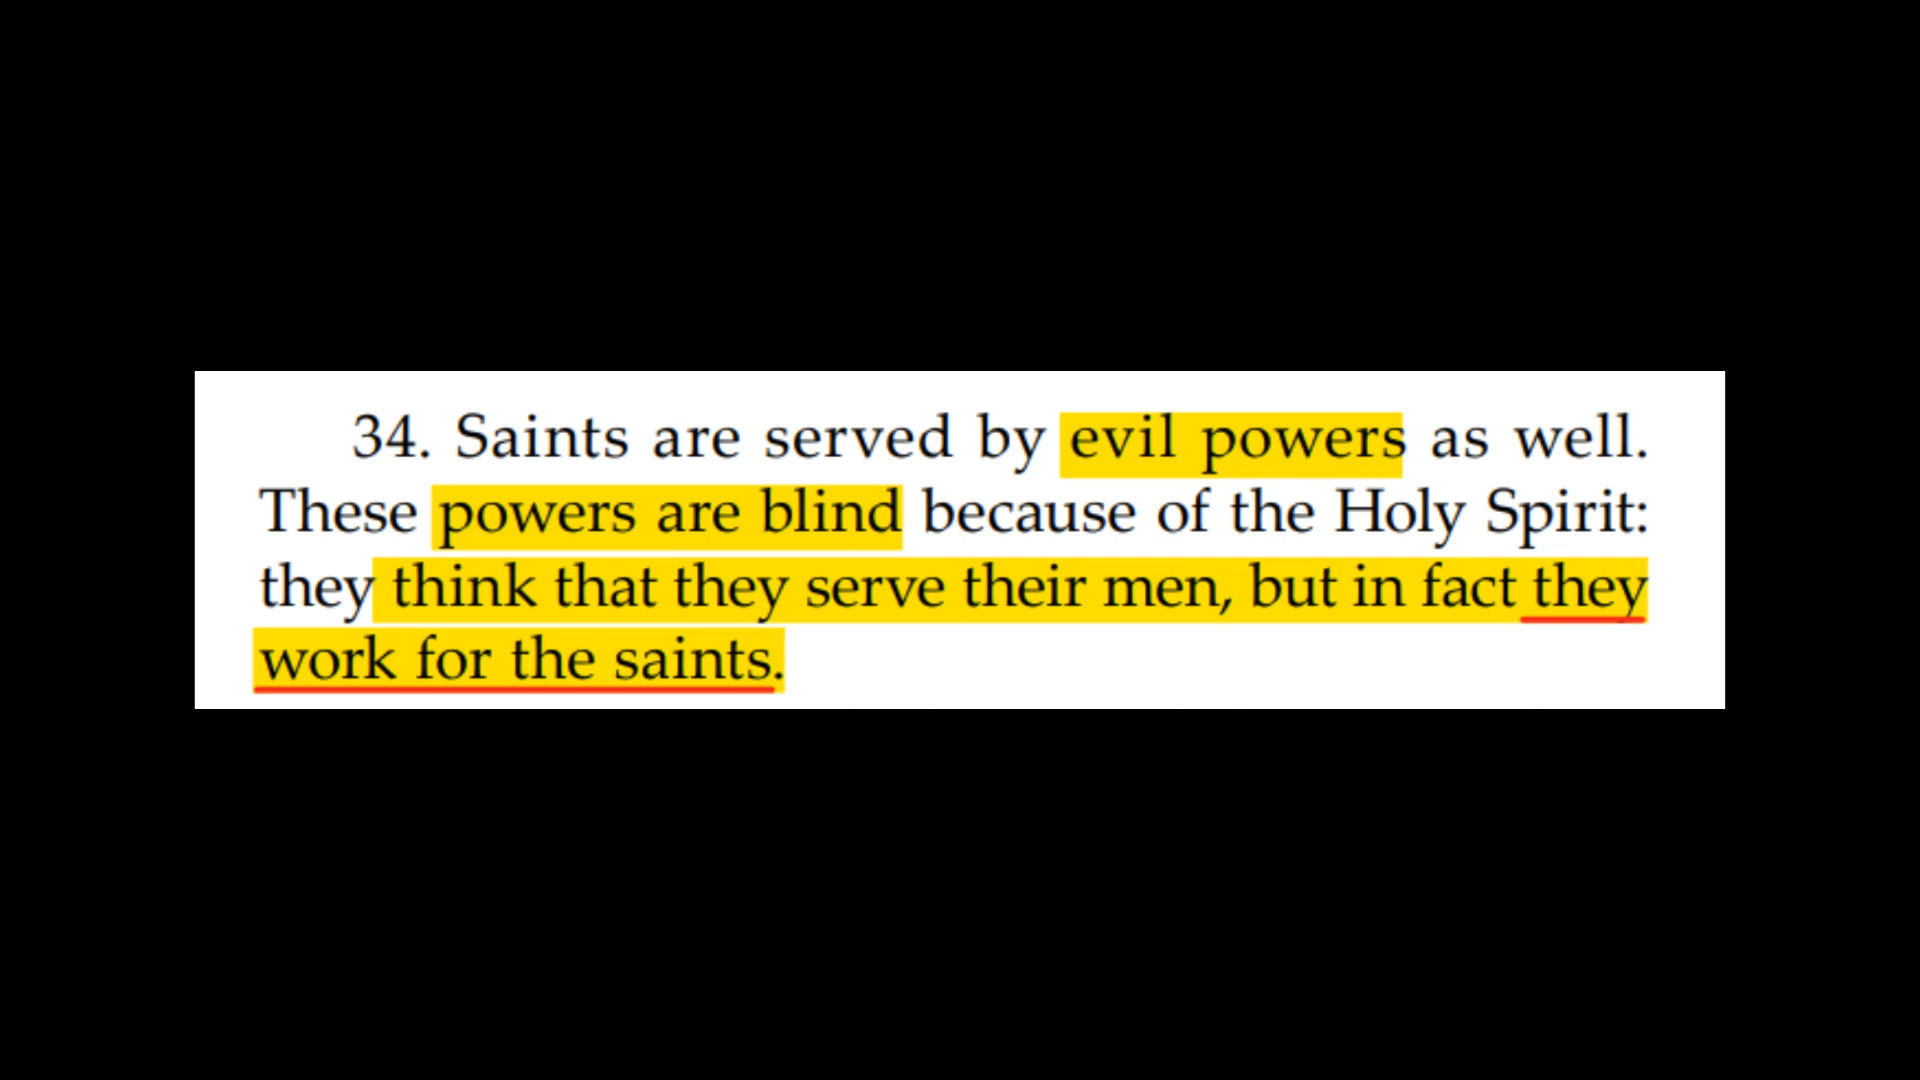 34. Saints are served by evil powers as well.
These powers are blind because of the Holy Spirit:
they think that they serve their men, but in fact they
work for the saints.